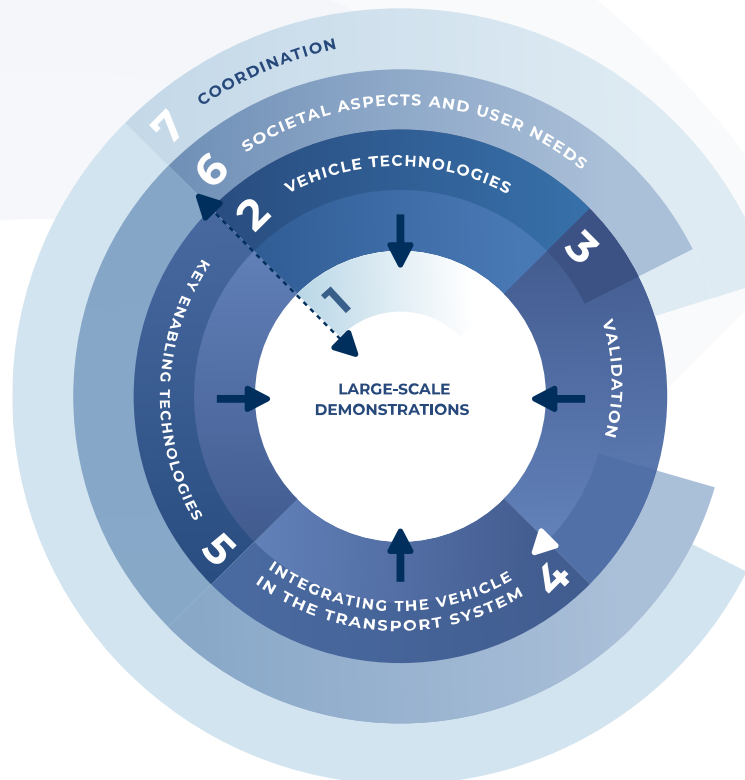 7
COORDINATION
6
SOCIETAL ASPECTS AND USER NEEDS
2
VEHICLE TECHNOLOGIES
3
VALIDATION
1
LARGE-SCALE
DEMONSTRATIONS
KEY ENABLING TECHNOLOGIES
5
4
INTEGRATING THE VEHICLE
IN THE TRANSPORT SYSTEM